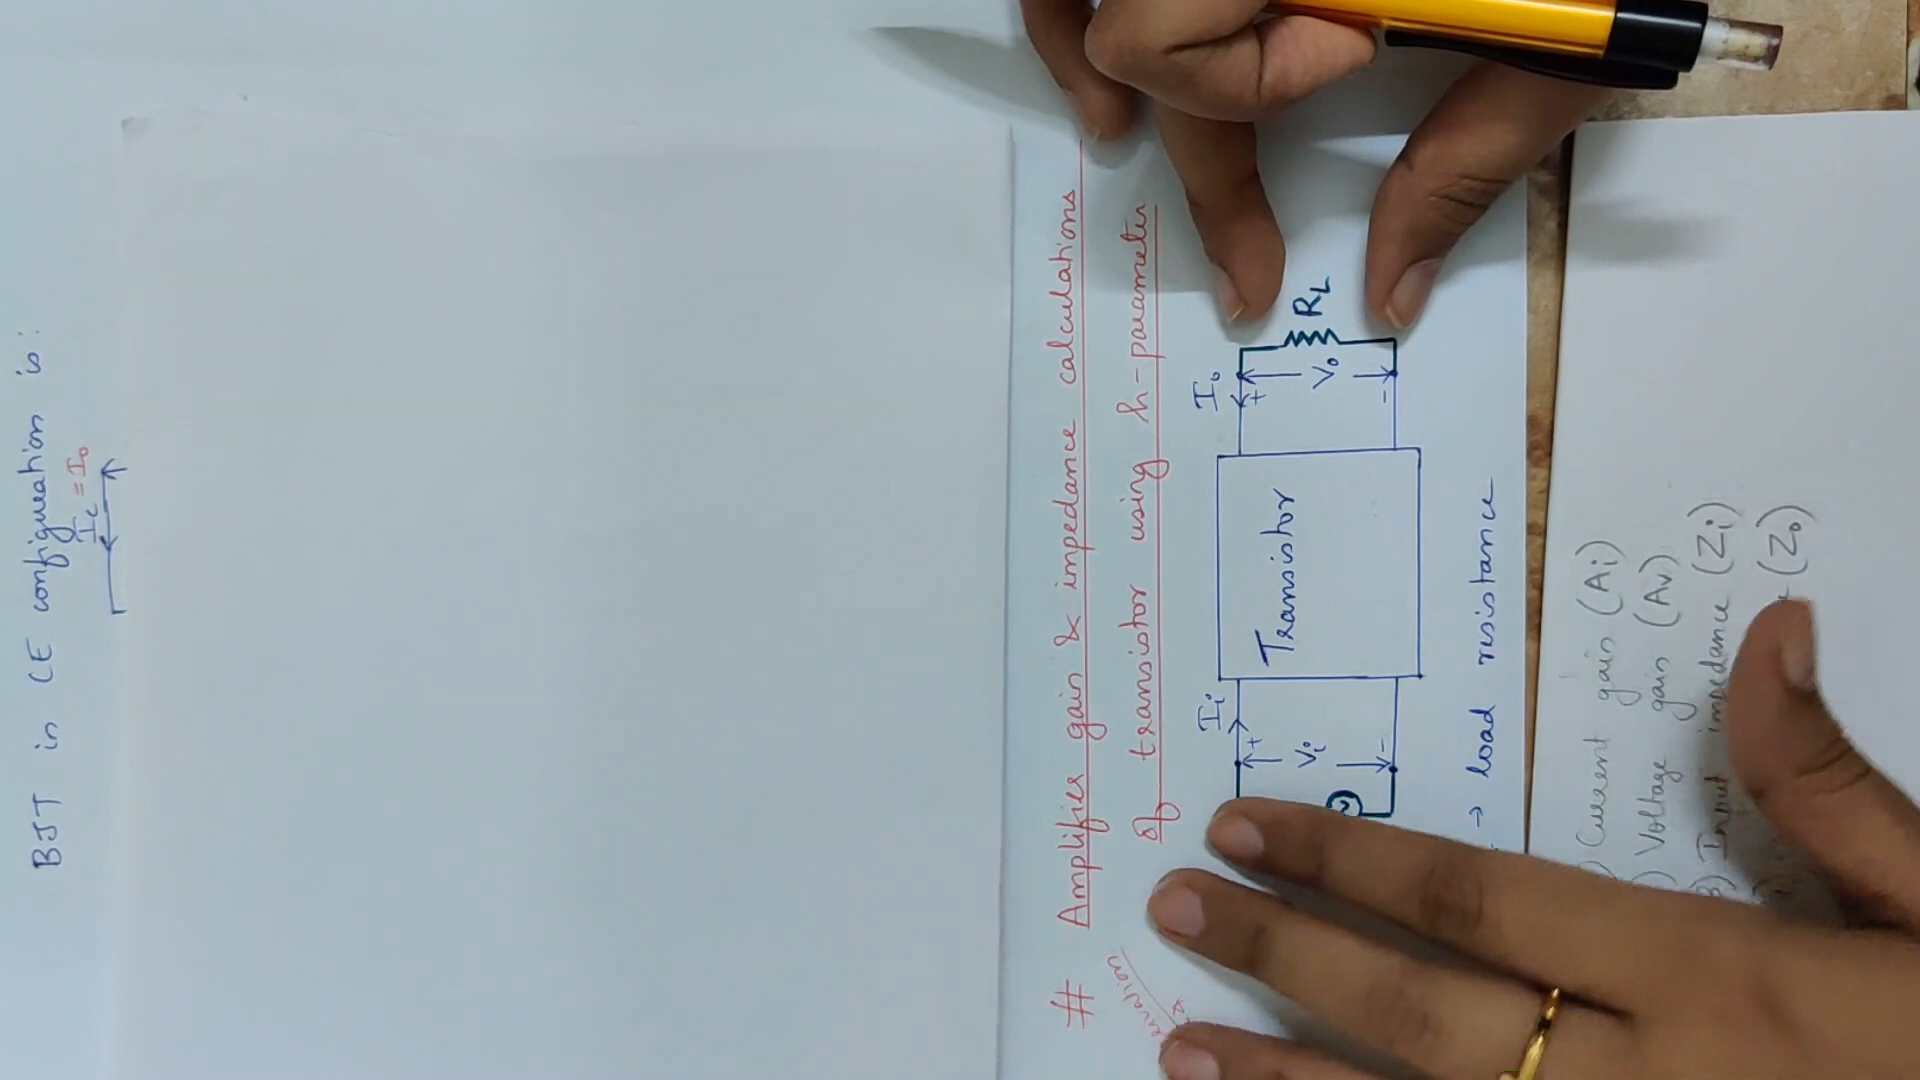 BJT in CE configuration is:
Ic = Io
# Amplifier gain & impedance calculations
of transistor using h-parameter
Ii
Io
+
+
Vi
Transistor
Vo
RL
-
-
→ load resistance
) Current gain (Ai)
) Voltage gain (Av)
3) Input impedance (Zi)
(Zo)